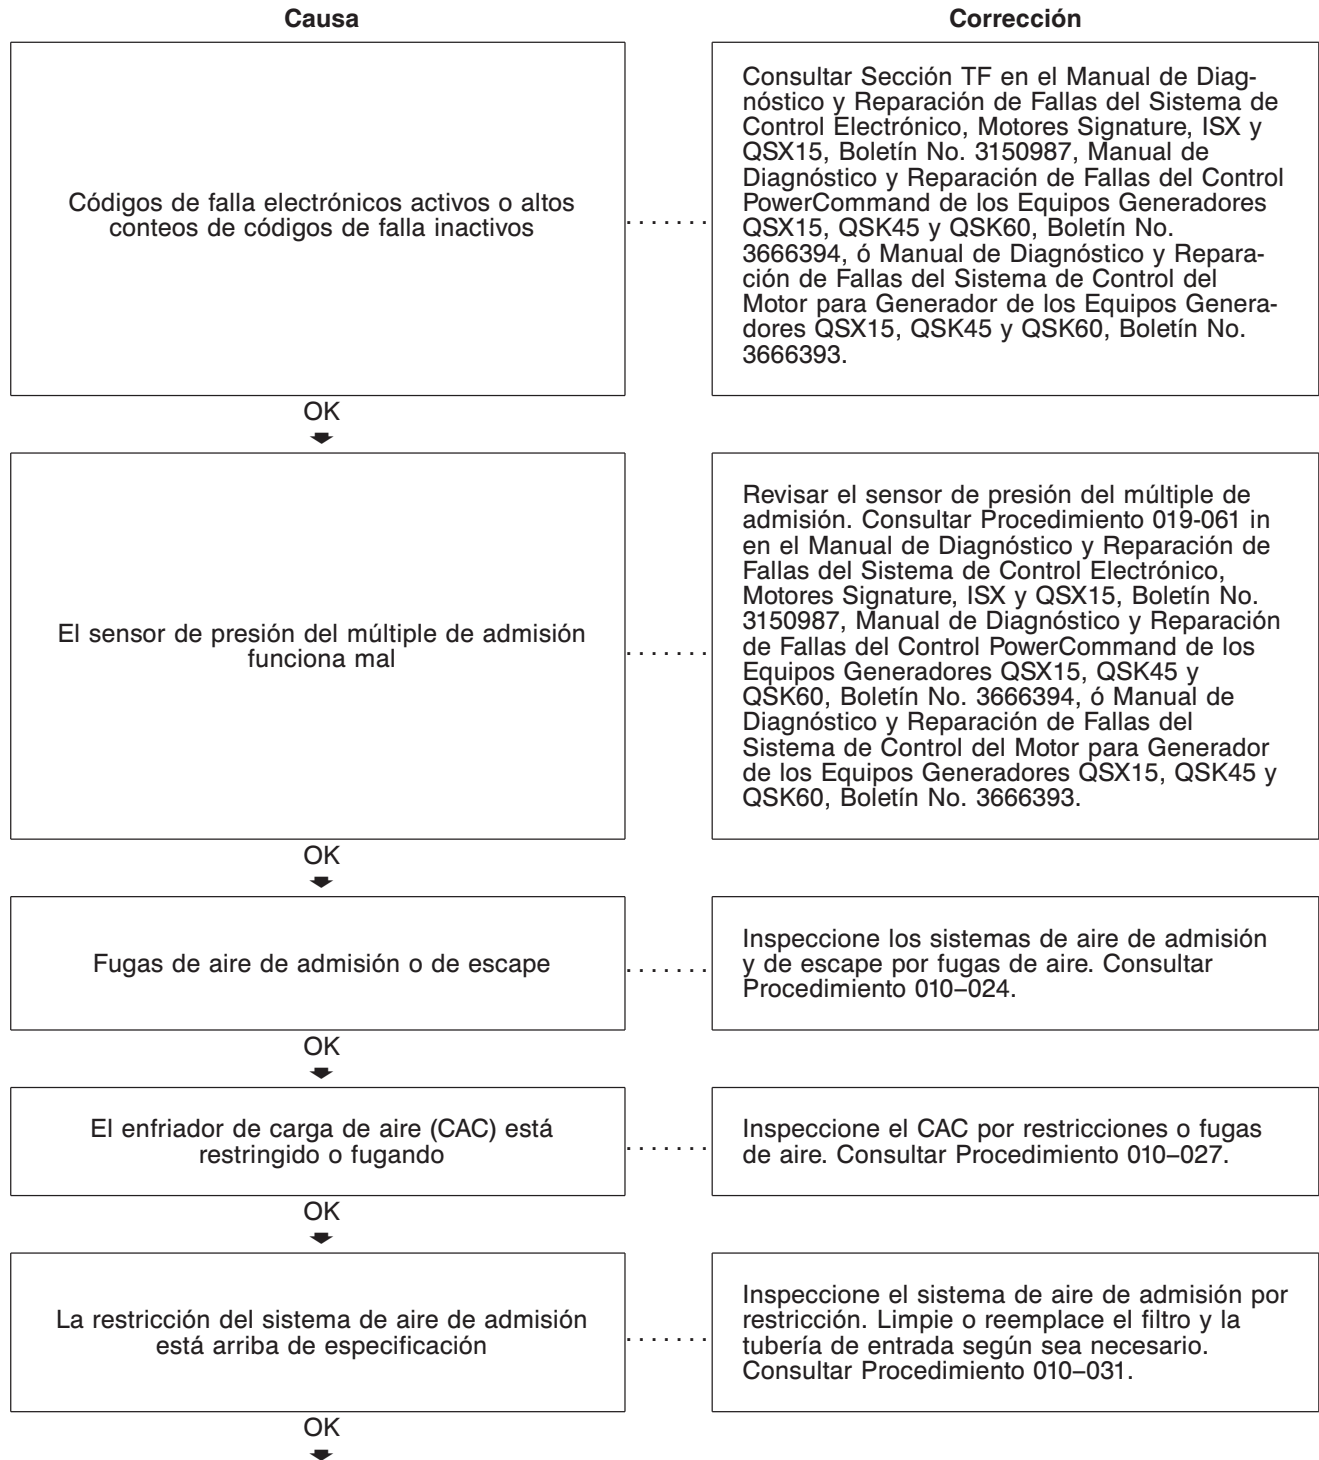 Causa
Corrección
Códigos de falla electrónicos activos o altos
conteos de códigos de falla inactivos
.......
Consultar Sección TF en el Manual de Diag-
nóstico y Reparación de Fallas del Sistema de
Control Electrónico, Motores Signature, ISX y
QSX15, Boletín No. 3150987, Manual de
Diagnóstico y Reparación de Fallas del Control
PowerCommand de los Equipos Generadores
QSX15, QSK45 y QSK60, Boletín No.
3666394, ó Manual de Diagnóstico y Repara-
ción de Fallas del Sistema de Control del
Motor para Generador de los Equipos Genera-
dores QSX15, QSK45 y QSK60, Boletín No.
3666393.
OK
El sensor de presión del múltiple de admisión
funciona mal
.......
Revisar el sensor de presión del múltiple de
admisión. Consultar Procedimiento 019-061 in
en el Manual de Diagnóstico y Reparación de
Fallas del Sistema de Control Electrónico,
Motores Signature, ISX y QSX15, Boletín No.
3150987, Manual de Diagnóstico y Reparación
de Fallas del Control PowerCommand de los
Equipos Generadores QSX15, QSK45 y
QSK60, Boletín No. 3666394, ó Manual de
Diagnóstico y Reparación de Fallas del
Sistema de Control del Motor para Generador
de los Equipos Generadores QSX15, QSK45 y
QSK60, Boletín No. 3666393.
OK
Fugas de aire de admisión o de escape
.......
Inspeccione los sistemas de aire de admisión
y de escape por fugas de aire. Consultar
Procedimiento 010–024.
OK
El enfriador de carga de aire (CAC) está
restringido o fugando
.......
Inspeccione el CAC por restricciones o fugas
de aire. Consultar Procedimiento 010–027.
OK
La restricción del sistema de aire de admisión
está arriba de especificación
.......
Inspeccione el sistema de aire de admisión por
restricción. Limpie o reemplace el filtro y la
tubería de entrada según sea necesario.
Consultar Procedimiento 010–031.
OK